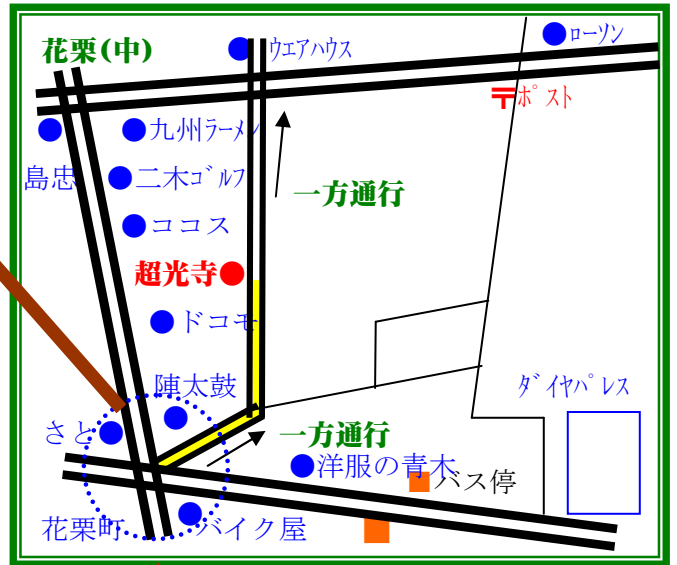 花栗(中)
ウエアハウス
ローソン
〒ポスト
九州ラーメン
島忠
二木ゴルフ
一方通行
ココス
超光寺
ドコモ
陣太鼓
ダイヤパレス
さと
一方通行
洋服の青木
バス停
花栗町
バイク屋